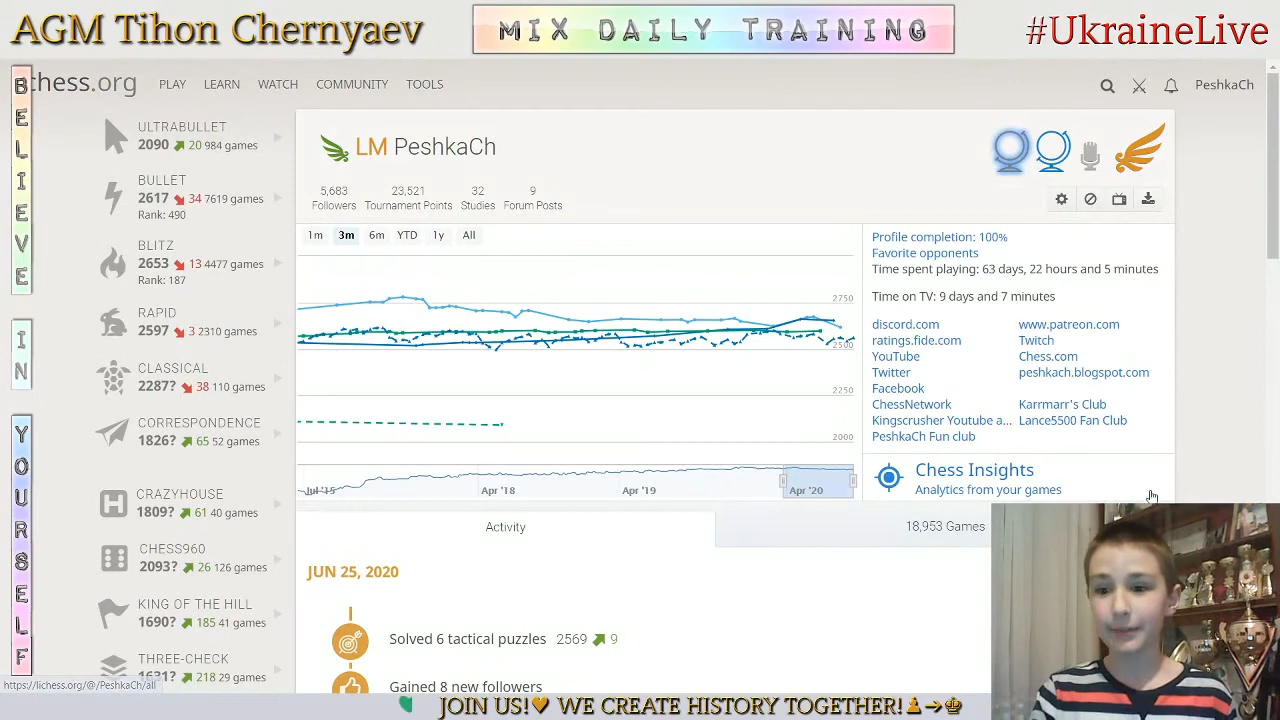 AGM Tihon Chernyaev
MIX DAILY TRAINING
#UkraineLive
BELIEVE
IN
YOURSELF
chess.org
PLAY
LEARN
WATCH
COMMUNITY
TOOLS
PeshkaCh
ULTRABULLET
2090 20 984 games
BULLET
2617 34 7619 games
Rank: 490
BLITZ
2653 13 4477 games
Rank: 187
RAPID
2597 3 2310 games
CLASSICAL
2287? 38 110 games
CORRESPONDENCE
1826? 65 52 games
CRAZYHOUSE
1809? 61 40 games
CHESS960
2093? 26 126 games
KING OF THE HILL
1690? 185 41 games
THREE-CHECK
1631? 218 29 games
https://lichess.org/@/PeshkaCh/all
LM PeshkaCh
5,683 23,521 32 9
Followers Tournament Points Studies Forum Posts
1m 3m 6m YTD 1y All
2750
2500
2250
2000
Jul '15 Apr '18 Apr '19 Apr '20
Profile completion: 100%
Favorite opponents
Time spent playing: 63 days, 22 hours and 5 minutes
Time on TV: 9 days and 7 minutes
discord.com www.patreon.com
ratings.fide.com Twitch
YouTube Chess.com
Twitter peshkach.blogspot.com
Facebook
ChessNetwork Karrmarr's Club
Kingscrusher Youtube a... Lance5500 Fan Club
PeshkaCh Fun club
Chess Insights
Analytics from your games
Activity 18,953 Games
JUN 25, 2020
Solved 6 tactical puzzles 2569 9
Gained 8 new followers
JOIN US! WE CREATE HISTORY TOGETHER!